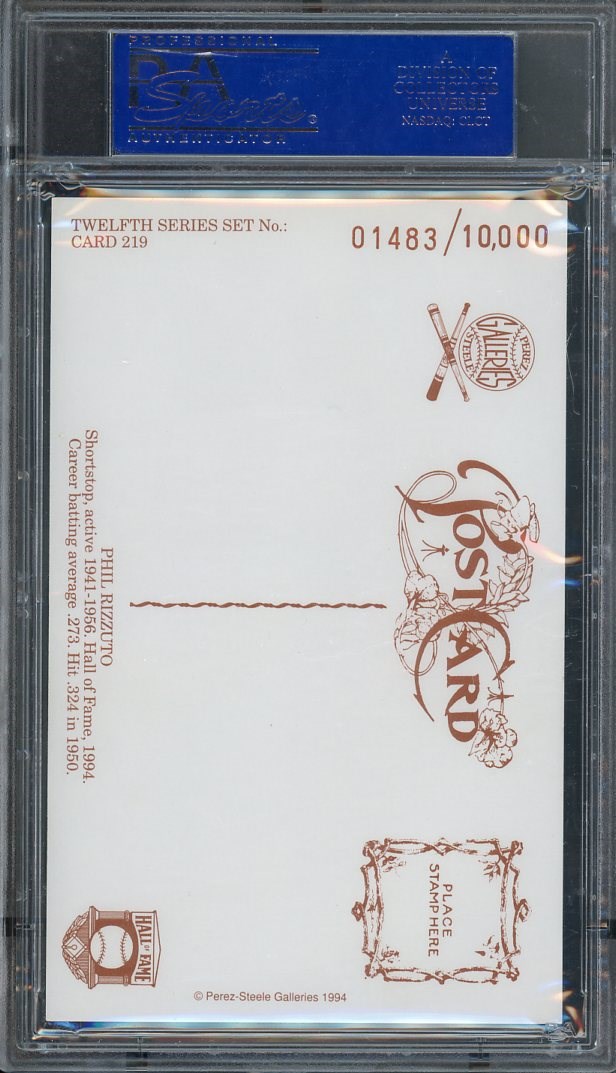 PROFESSIONAL
PSA
Sports®
AUTHENTICATOR
A
DIVISION OF
COLLECTORS
UNIVERSE
NASDAQ: CLCT
TWELFTH SERIES SET No.:
CARD 219
01483/10,000
PEREZ
GALLERIES
STEELE
POST CARD
PHIL RIZZUTO
Shortstop, active 1941-1956. Hall of Fame, 1994.
Career batting average .273. Hit .324 in 1950.
PLACE
STAMP HERE
HALL OF FAME
© Perez-Steele Galleries 1994